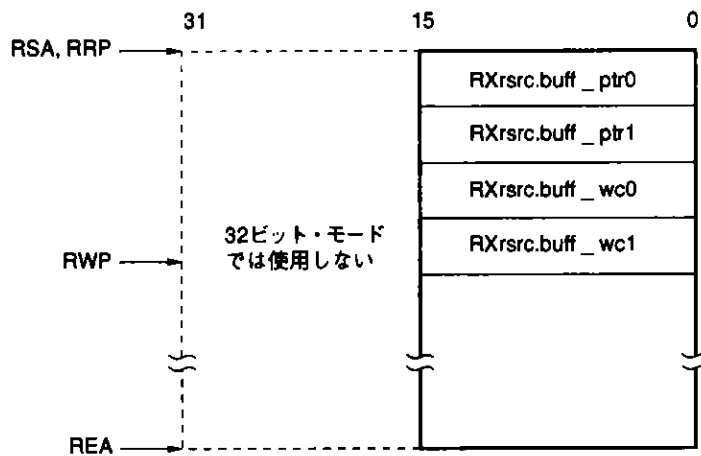 31 15 0
RSA, RRP
RXrsrc.buff _ ptr0
RXrsrc.buff _ ptr1
RXrsrc.buff _ wc0
32ビット・モード
では使用しない
RXrsrc.buff _ wc1
RWP
REA